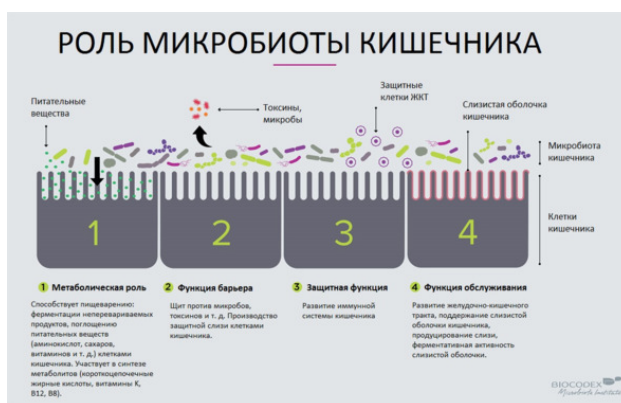 РОЛЬ МИКРОБИОТЫ КИШЕЧНИКА
Питательные
вещества
Токсины,
микробы
Защитные
клетки ЖКТ
Слизистая оболочка
кишечника
Микробиота
кишечника
Клетки
кишечника
1
2
3
4
1 Метаболическая роль
Способствует пищеварению:
ферментации неперевариваемых
продуктов, поглощению
питательных веществ
(аминокислот, сахаров,
витаминов и т. д.) клетками
кишечника. Участвует в синтезе
метаболитов (короткоцепочечные
жирные кислоты, витамины К,
В12, В8).
2 Функция барьера
Щит против микробов,
токсинов и т. д. Производство
защитной слизи клетками
кишечника.
3 Защитная функция
Развитие иммунной
системы кишечника
4 Функция обслуживания
Развитие желудочно-кишечного
тракта, поддержание слизистой
оболочки кишечника,
продуцирование слизи,
ферментативная активность
слизистой оболочки.
BIOCODEX
Microbiota Institute